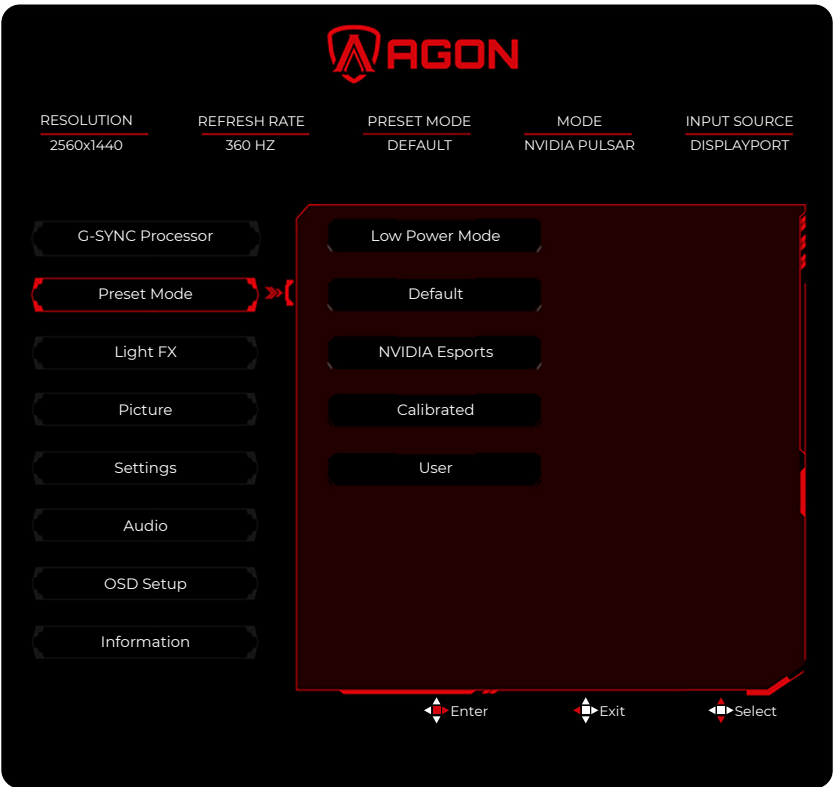 AGON
RESOLUTION REFRESH RATE PRESET MODE MODE INPUT SOURCE
2560x1440 360 HZ DEFAULT NVIDIA PULSAR DISPLAYPORT
G-SYNC Processor Low Power Mode
Preset Mode Default
Light FX NVIDIA Esports
Picture Calibrated
Settings User
Audio
OSD Setup
Information
Enter Exit Select